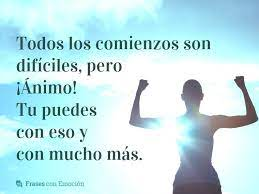 Todos los comienzos son
difíciles, pero
¡Ánimo!
Tu puedes
con eso y
con mucho más.
Frases con Emoción